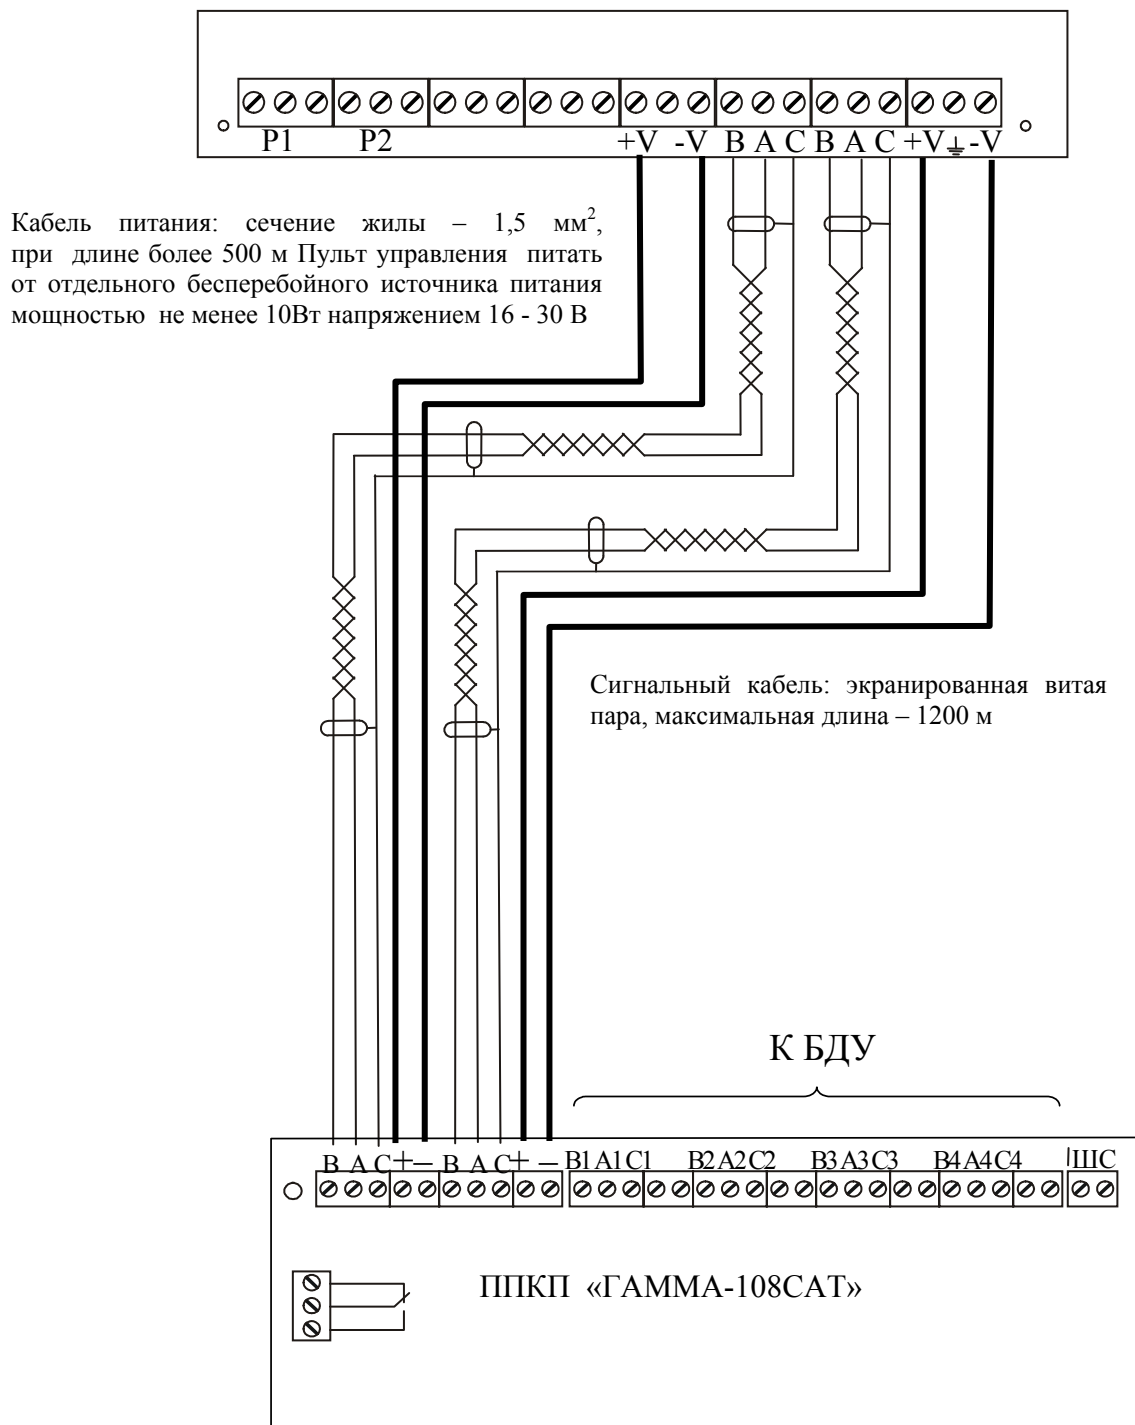 P1 P2 +V -V B A C B A C +V -V
Кабель питания: сечение жилы – 1,5 мм²,
при длине более 500 м Пульт управления питать
от отдельного бесперебойного источника питания
мощностью не менее 10Вт напряжением 16 - 30 В
Сигнальный кабель: экранированная витая
пара, максимальная длина – 1200 м
К БДУ
B A C + – B A C + – B1 A1 C1 B2 A2 C2 B3 A3 C3 B4 A4 C4 ШС
ППКП «ГАММА-108САТ»